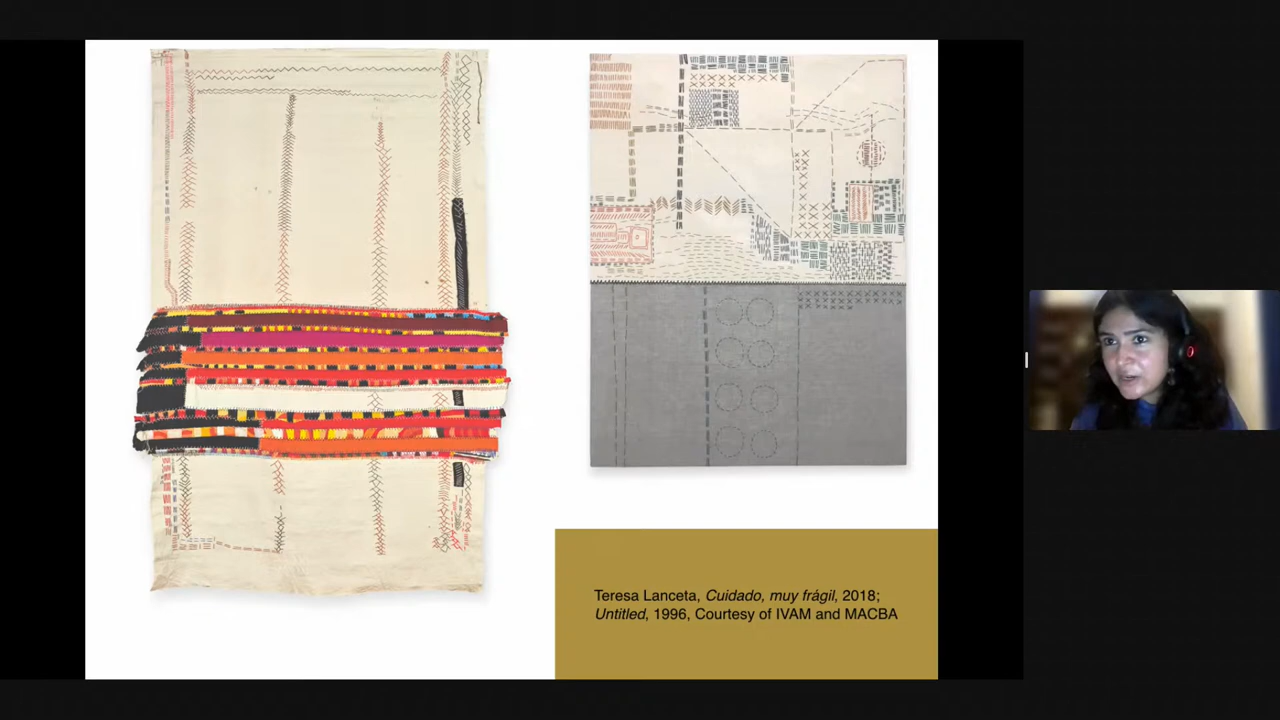 Teresa Lanceta, Cuidado, muy frágil, 2018;
Untitled, 1996, Courtesy of IVAM and MACBA